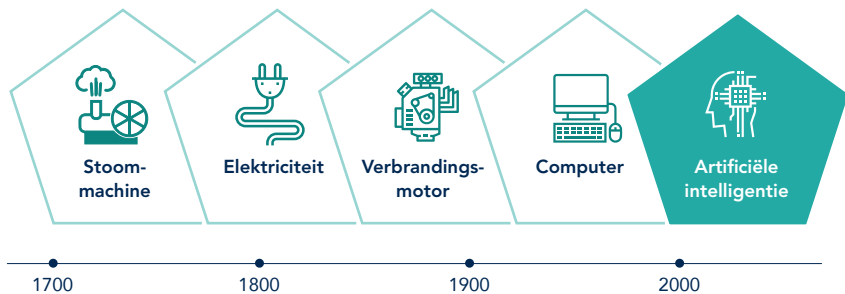 Stoom-
machine
Elektriciteit
Verbrandings-
motor
Computer
Artificiële
intelligentie
1700
1800
1900
2000